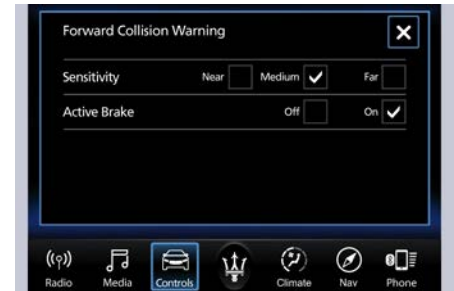 Forward Collision Warning
Sensitivity Near Medium Far
Active Brake Off On
Radio Media Controls Climate Nav Phone